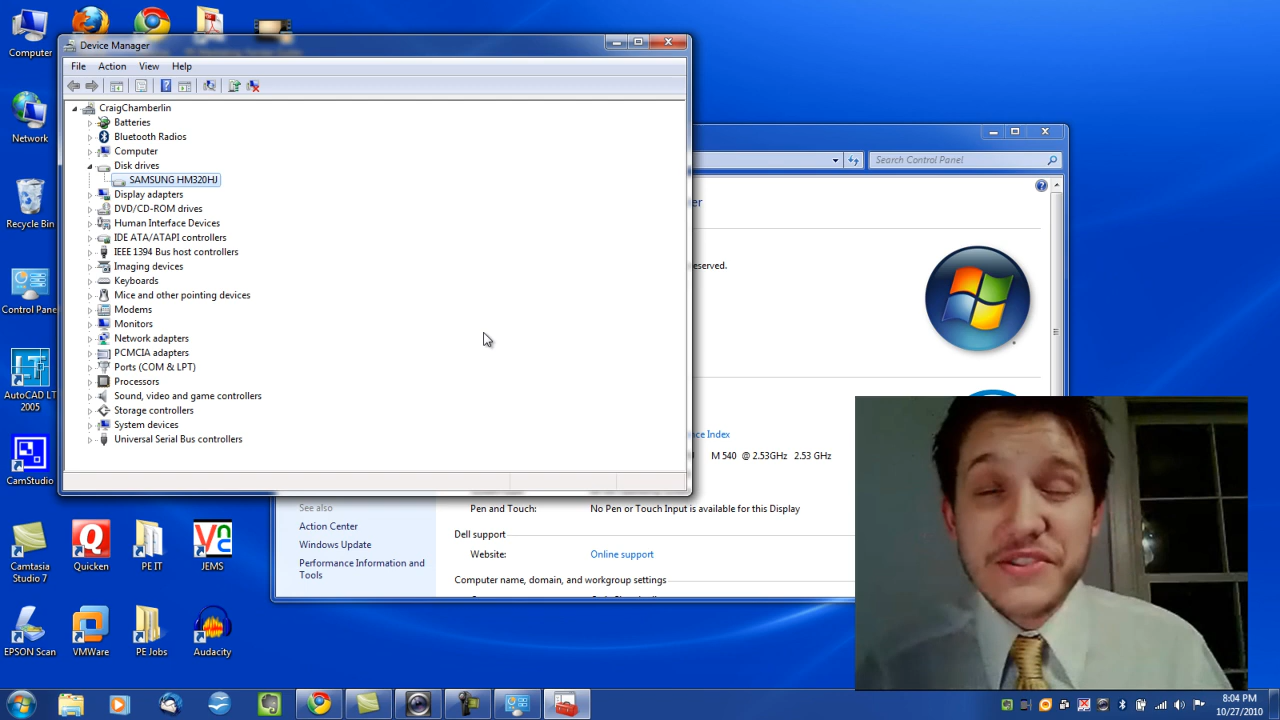 Computer
Device Manager
File Action View Help
CraigChamberlin
Batteries
Bluetooth Radios
Computer
Disk drives
SAMSUNG HM320HJ
Display adapters
DVD/CD-ROM drives
Human Interface Devices
IDE ATA/ATAPI controllers
IEEE 1394 Bus host controllers
Imaging devices
Keyboards
Mice and other pointing devices
Modems
Monitors
Network adapters
PCMCIA adapters
Ports (COM & LPT)
Processors
Sound, video and game controllers
Storage controllers
System devices
Universal Serial Bus controllers
Search Control Panel
er
eserved.
ce Index
M 540 @ 2.53GHz 2.53 GHz
Pen and Touch: No Pen or Touch Input is available for this Display
Dell support
Website: Online support
Computer name, domain, and workgroup settings
See also
Action Center
Windows Update
Performance Information and
Tools
Network
Recycle Bin
Control Pane
LT
AutoCAD LT
2005
CamStudio
Camtasia
Studio 7
Quicken
PE IT
JEMS
EPSON Scan
VMWare
PE Jobs
Audacity
8:04 PM
10/27/2010